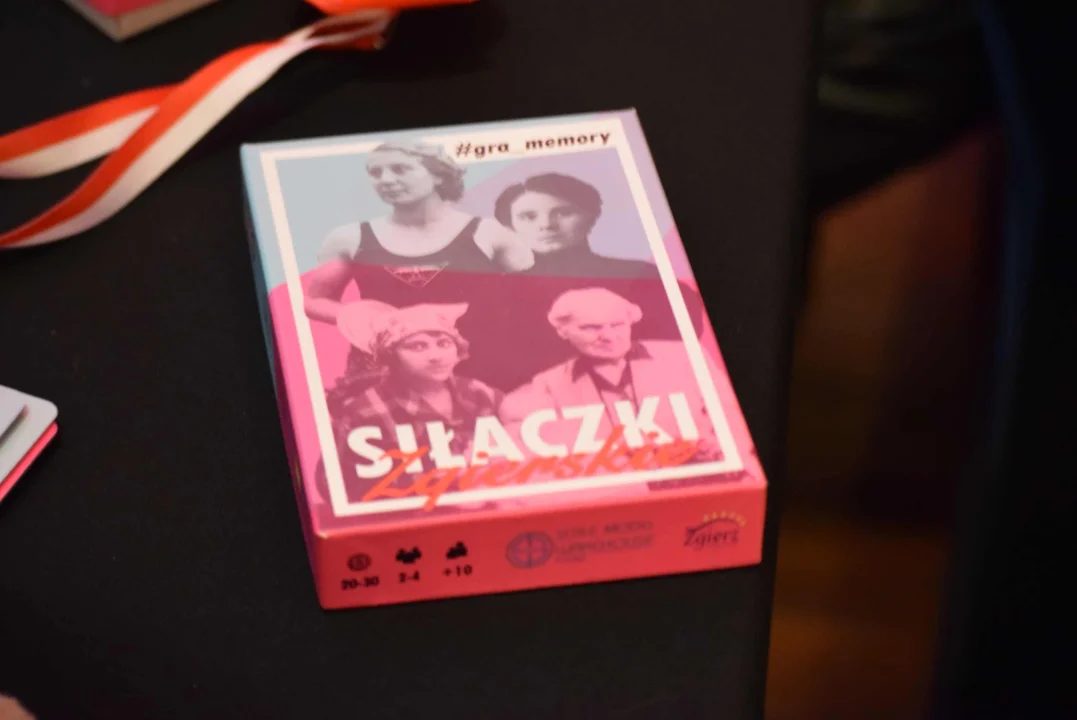 #gra_memory
SIŁACZKI
Zgierskie
20-30
2-4
+10
Zgierz